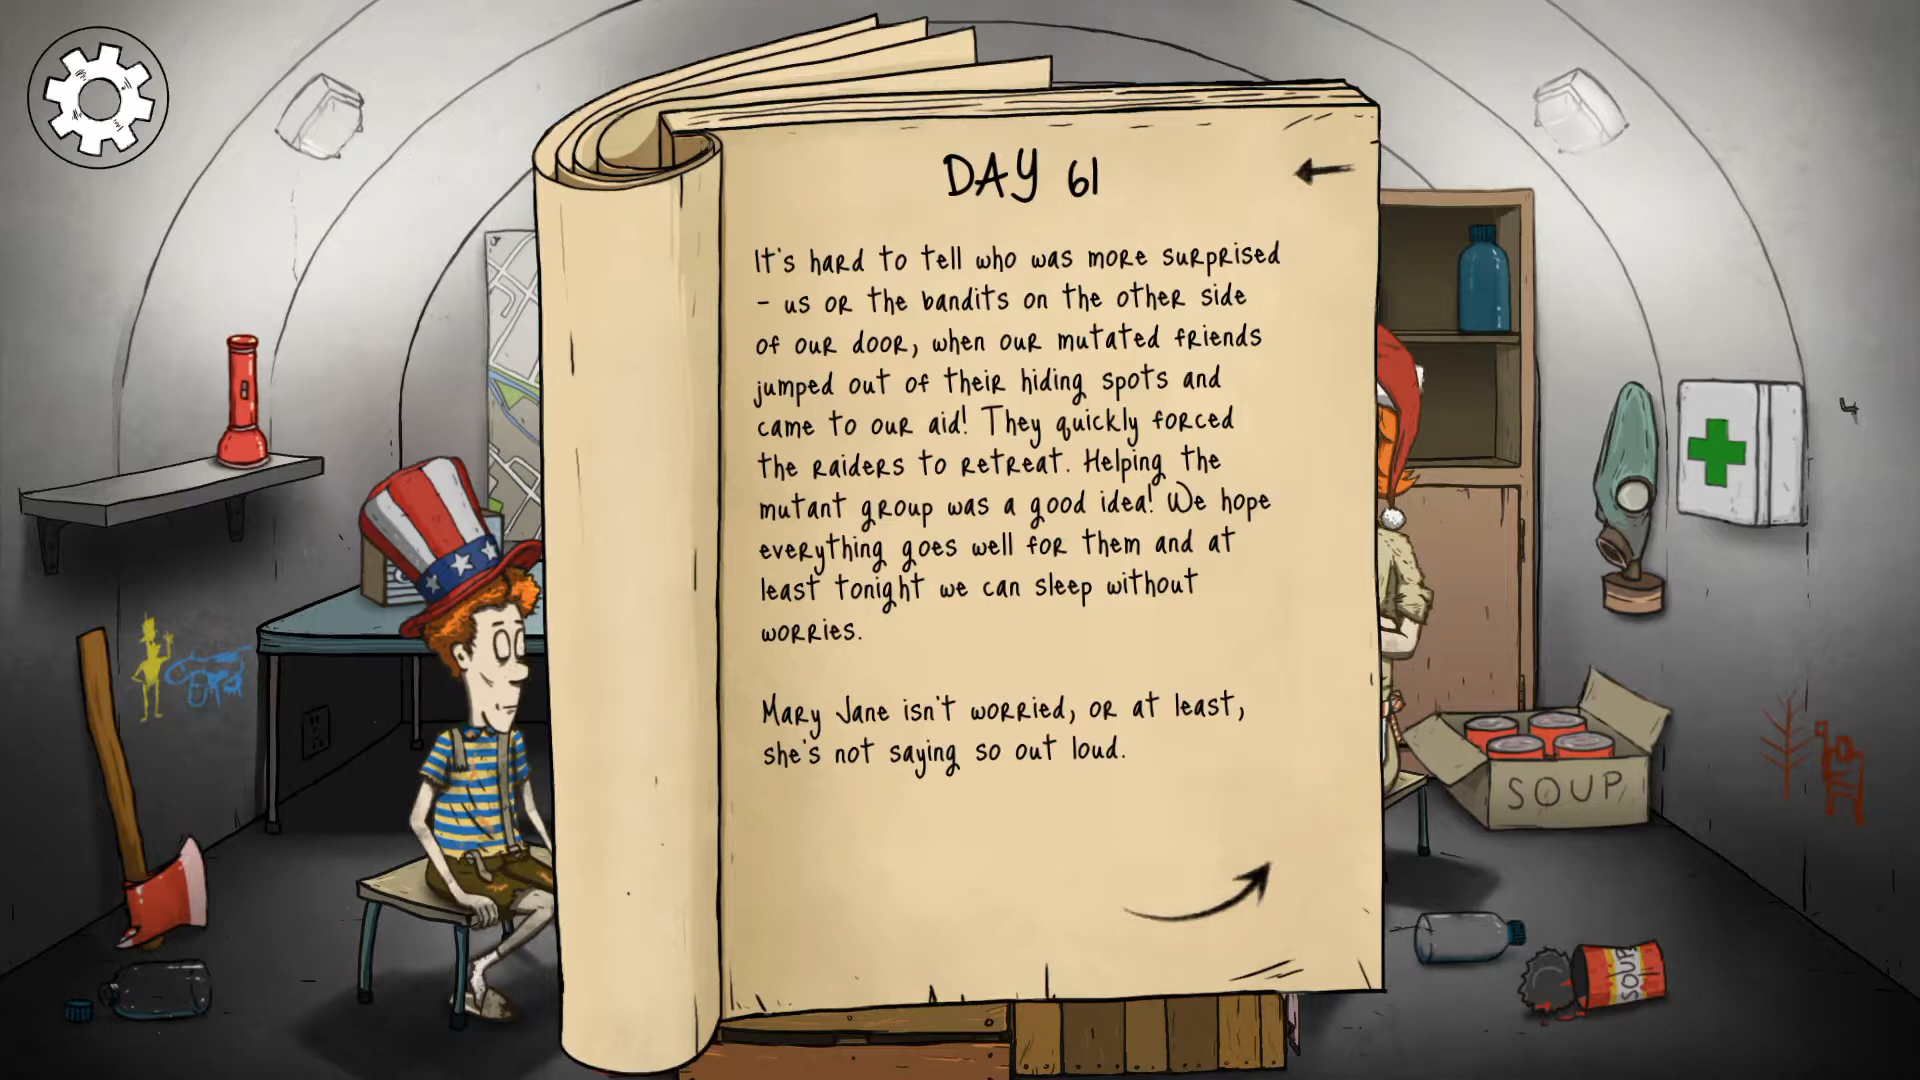 DAY 61
It's hard to tell who was more surprised
- us or the bandits on the other side
of our door, when our mutated friends
jumped out of their hiding spots and
came to our aid! They quickly forced
the raiders to retreat. Helping the
mutant group was a good idea! We hope
everything goes well for them and at
least tonight we can sleep without
worries.
Mary Jane isn't worried, or at least,
she's not saying so out loud.
SOUP
SOUP